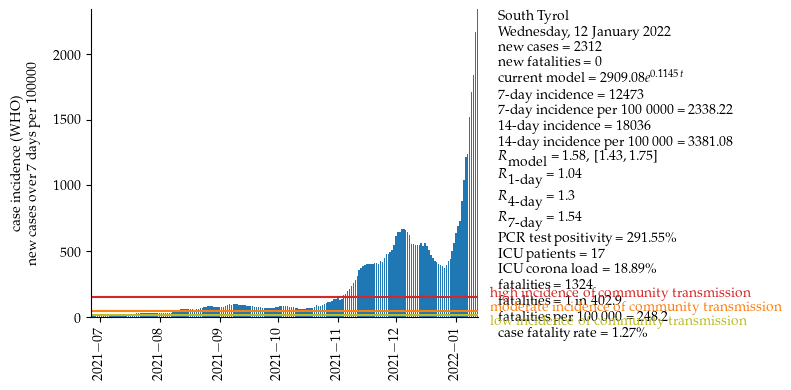 South Tyrol
Wednesday, 12 January 2022
new cases = 2312
new fatalities = 0
current model = 2909.08e^0.1145 t
7-day incidence = 12473
7-day incidence per 100 0000 = 2338.22
14-day incidence = 18036
14-day incidence per 100 000 = 3381.08
R_model = 1.58, [1.43, 1.75]
R_1-day = 1.04
R_4-day = 1.3
R_7-day = 1.54
PCR test positivity = 291.55%
ICU patients = 17
ICU corona load = 18.89%
fatalities = 1324
high incidence of community transmission
fatalities = 1 in 402.9
moderate incidence of community transmission
fatalities per 100 000 = 248.2
low incidence of community transmission
case fatality rate = 1.27%
case incidence (WHO)
new cases over 7 days per 100000
2000
1500
1000
500
0
2021−07
2021−08
2021−09
2021−10
2021−11
2021−12
2022−01